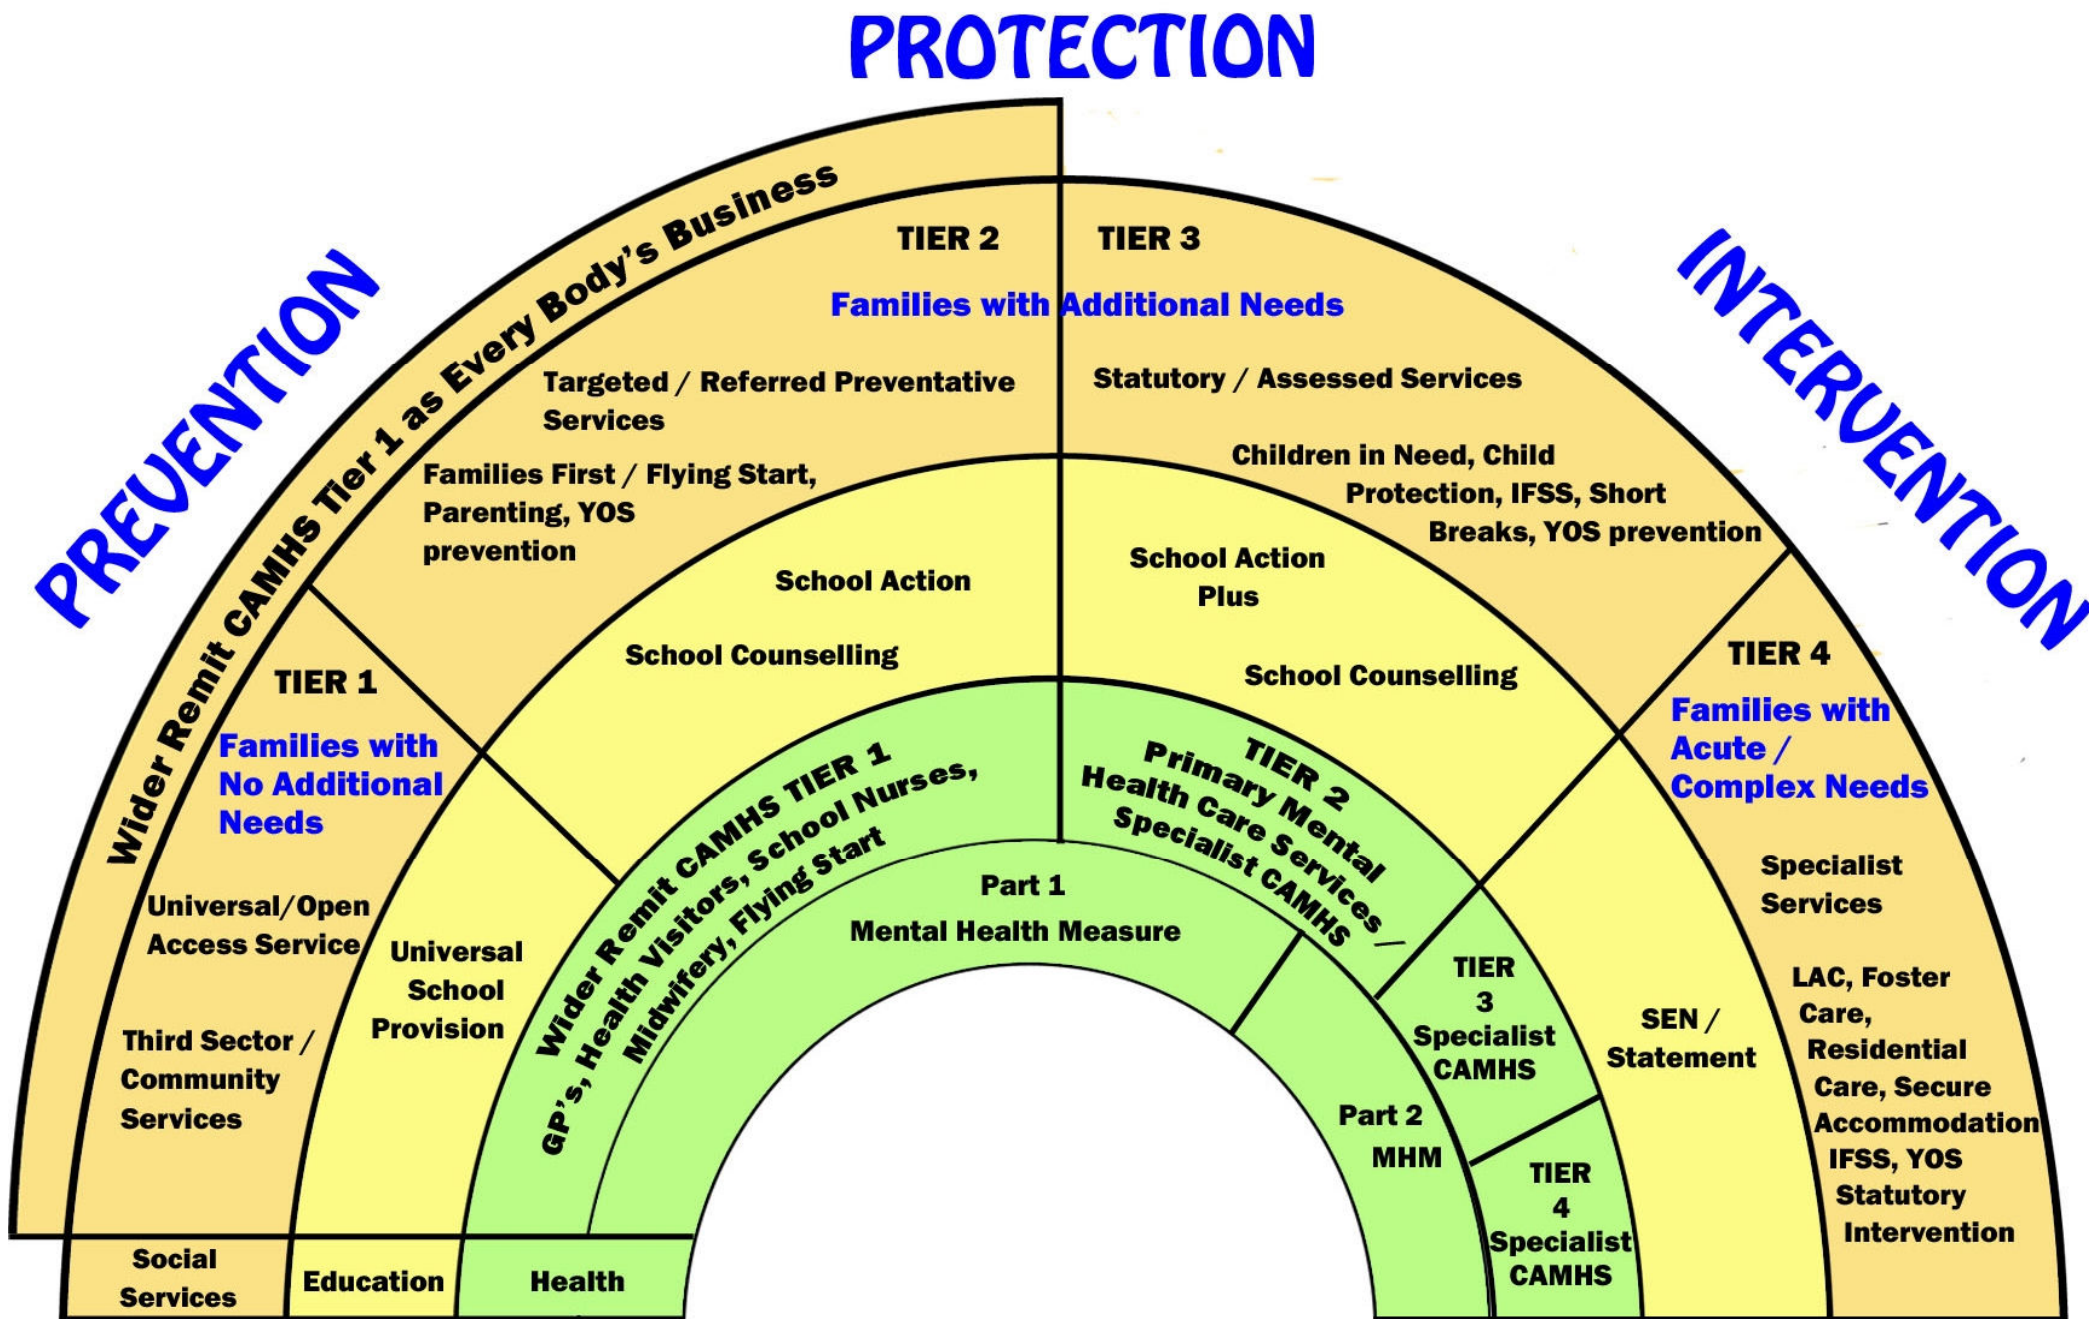 PROTECTION
PREVENTION
INTERVENTION
Wider Remit CAMHS Tier 1 as Every Body's Business
TIER 2
TIER 3
Families with Additional Needs
Targeted / Referred Preventative
Services
Families First / Flying Start,
Parenting, YOS
prevention
Statutory / Assessed Services
Children in Need, Child
Protection, IFSS, Short
Breaks, YOS prevention
School Action
School Counselling
School Action
Plus
School Counselling
TIER 1
Families with
No Additional
Needs
Universal/Open
Access Service
Third Sector /
Community
Services
Universal
School
Provision
Wider Remit CAMHS TIER 1
GP's, Health Visitors, School Nurses,
Midwifery, Flying Start
TIER 2
Primary Mental
Health Care Services /
Specialist CAMHS
Part 1
Mental Health Measure
Part 2
MHM
TIER
3
Specialist
CAMHS
TIER
4
Specialist
CAMHS
SEN /
Statement
TIER 4
Families with
Acute /
Complex Needs
Specialist
Services
LAC, Foster
Care,
Residential
Care, Secure
Accommodation
IFSS, YOS
Statutory
Intervention
Social
Services
Education
Health